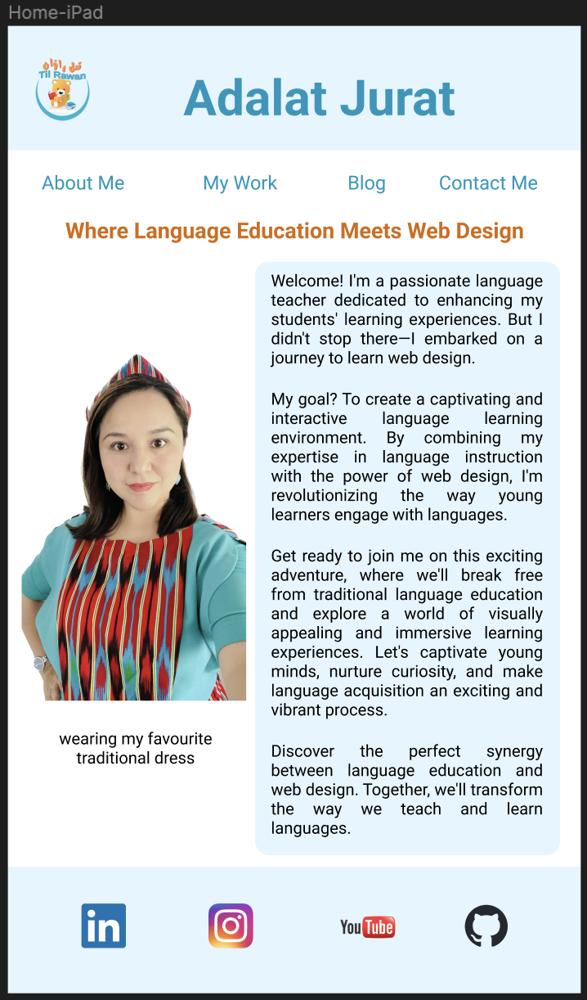 Home-iPad
Til Rawan
Adalat Jurat
About Me
My Work
Blog
Contact Me
Where Language Education Meets Web Design
Welcome! I'm a passionate language
teacher dedicated to enhancing my
students' learning experiences. But I
didn't stop there—I embarked on a
journey to learn web design.
My goal? To create a captivating and
interactive language learning
environment. By combining my
expertise in language instruction
with the power of web design, I'm
revolutionizing the way young
learners engage with languages.
Get ready to join me on this exciting
adventure, where we'll break free
from traditional language education
and explore a world of visually
appealing and immersive learning
experiences. Let's captivate young
minds, nurture curiosity, and make
language acquisition an exciting and
vibrant process.
Discover the perfect synergy
between language education and
web design. Together, we'll transform
the way we teach and learn
languages.
wearing my favourite
traditional dress
in
YouTube